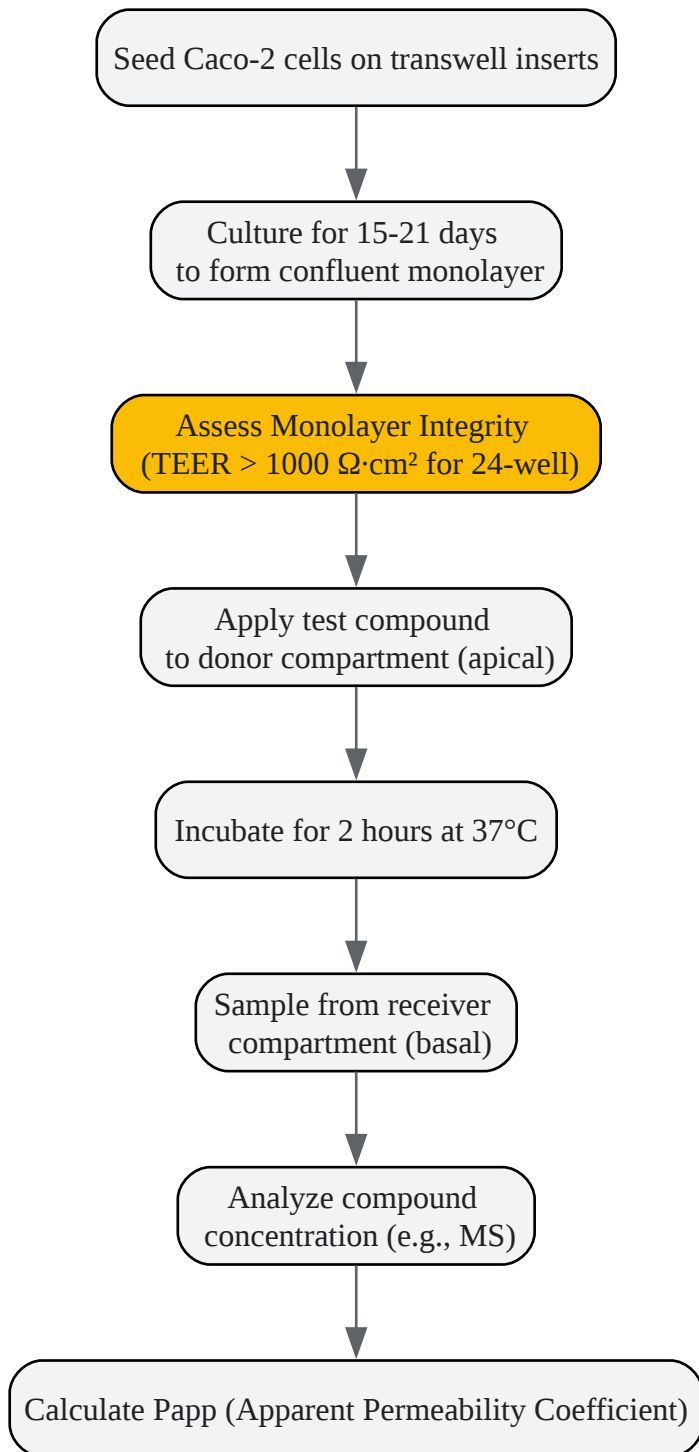 Seed Caco-2 cells on transwell inserts
Culture for 15-21 days
to form confluent monolayer
Assess Monolayer Integrity
(TEER > 1000 Ω·cm² for 24-well)
Apply test compound
to donor compartment (apical)
Incubate for 2 hours at 37°C
Sample from receiver
compartment (basal)
Analyze compound
concentration (e.g., MS)
Calculate Papp (Apparent Permeability Coefficient)